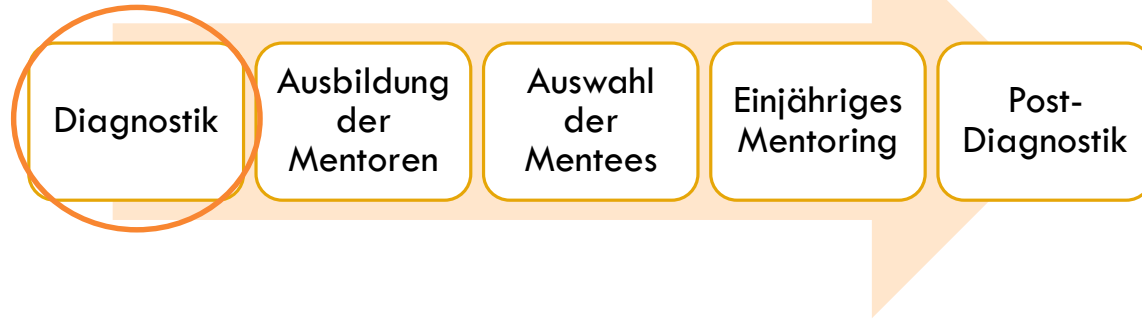 Diagnostik
Ausbildung
der
Mentoren
Auswahl
der
Mentees
Einjähriges
Mentoring
Post-
Diagnostik